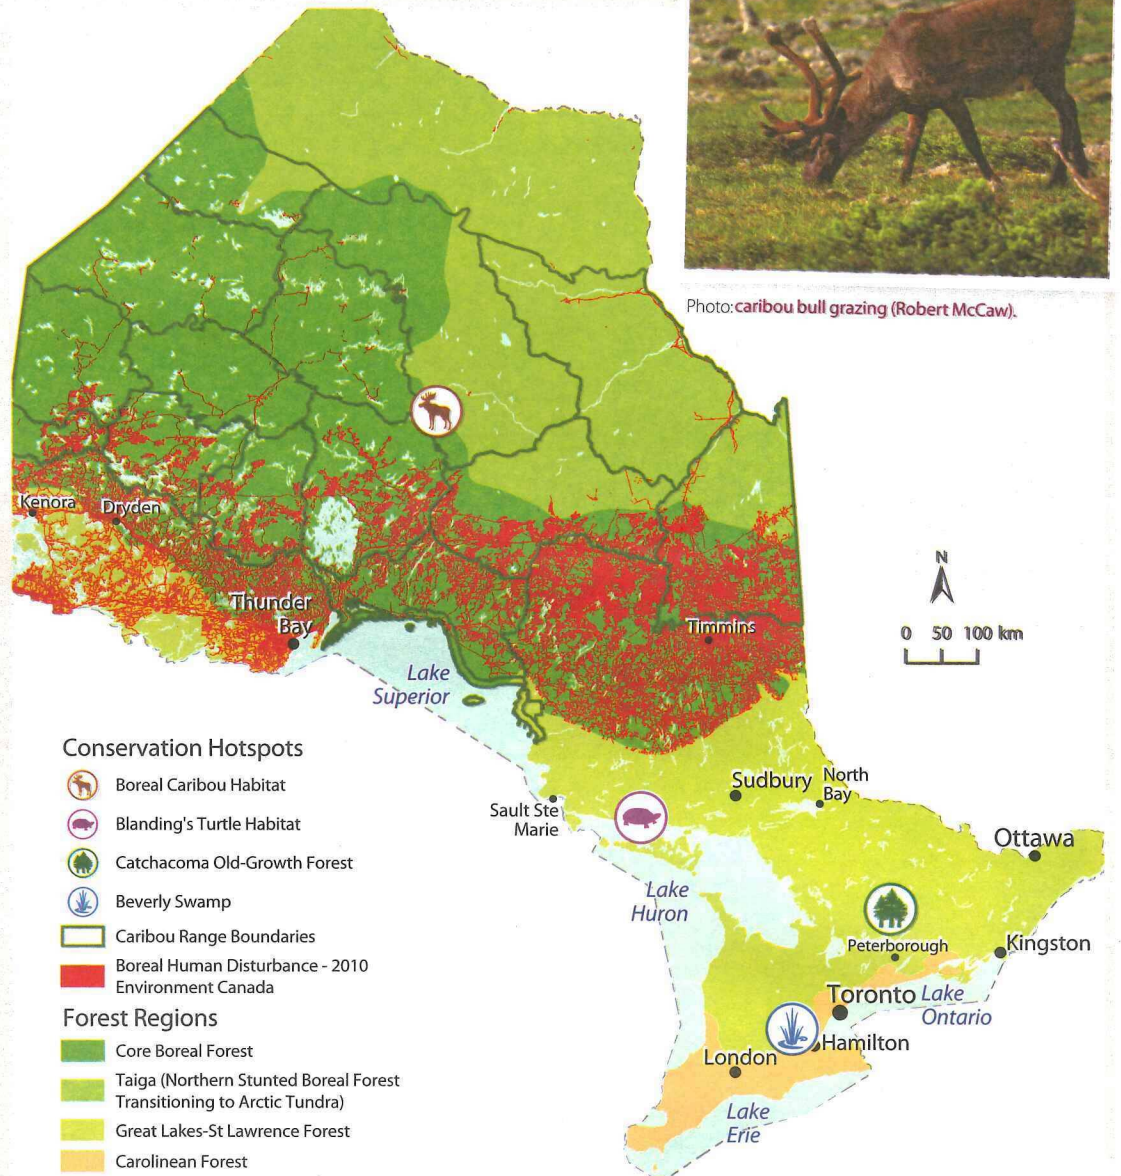 Photo: caribou bull grazing (Robert McCaw).
Kenora
Dryden
Thunder
Bay
Timmins
N
0 50 100 km
Lake
Superior
Conservation Hotspots
Boreal Caribou Habitat
Blanding's Turtle Habitat
Catchacoma Old-Growth Forest
Beverly Swamp
Caribou Range Boundaries
Boreal Human Disturbance - 2010
Environment Canada
Forest Regions
Core Boreal Forest
Taiga (Northern Stunted Boreal Forest
Transitioning to Arctic Tundra)
Great Lakes-St Lawrence Forest
Carolinean Forest
Sault Ste
Marie
Sudbury
North
Bay
Ottawa
Lake
Huron
Peterborough
Kingston
Toronto
Lake
Ontario
Hamilton
London
Lake
Erie